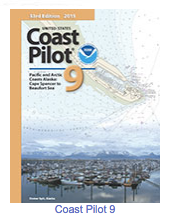 33rd Edition, 2015
UNITED STATES
Coast
Pilot
9
Pacific and Arctic
Coasts Alaska:
Cape Spencer to
Beaufort Sea
Coast Pilot 9